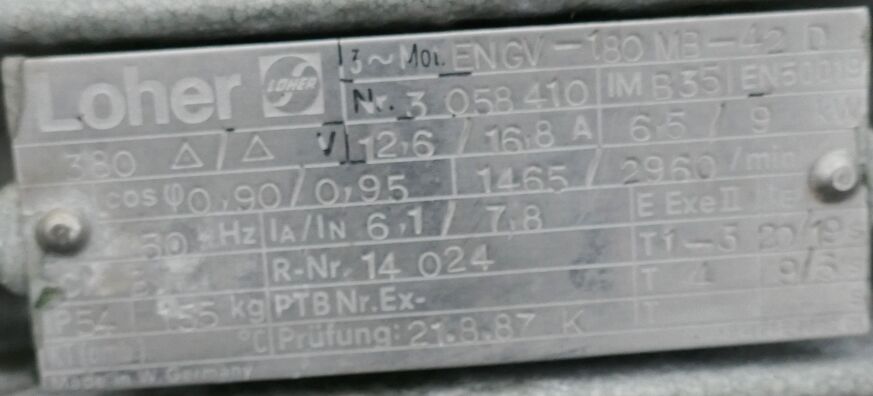 Loher LOHER 3~Mot. ENGV-180 MB-42 D
Nr. 3 058 410 IM B35 EN50019
380 △/△ V 12,6/16,8 A 6,5/9 kW
cos φ 0,90/0,95 1465/2960/min
50 Hz IA/IN 6,1/7,8 E Exe II
R-Nr. 14 024 T1-3 20/19 s
P54 155 kg PTB Nr. Ex- T 4
°C Prüfung: 21.8.87 K T
Made in W. Germany